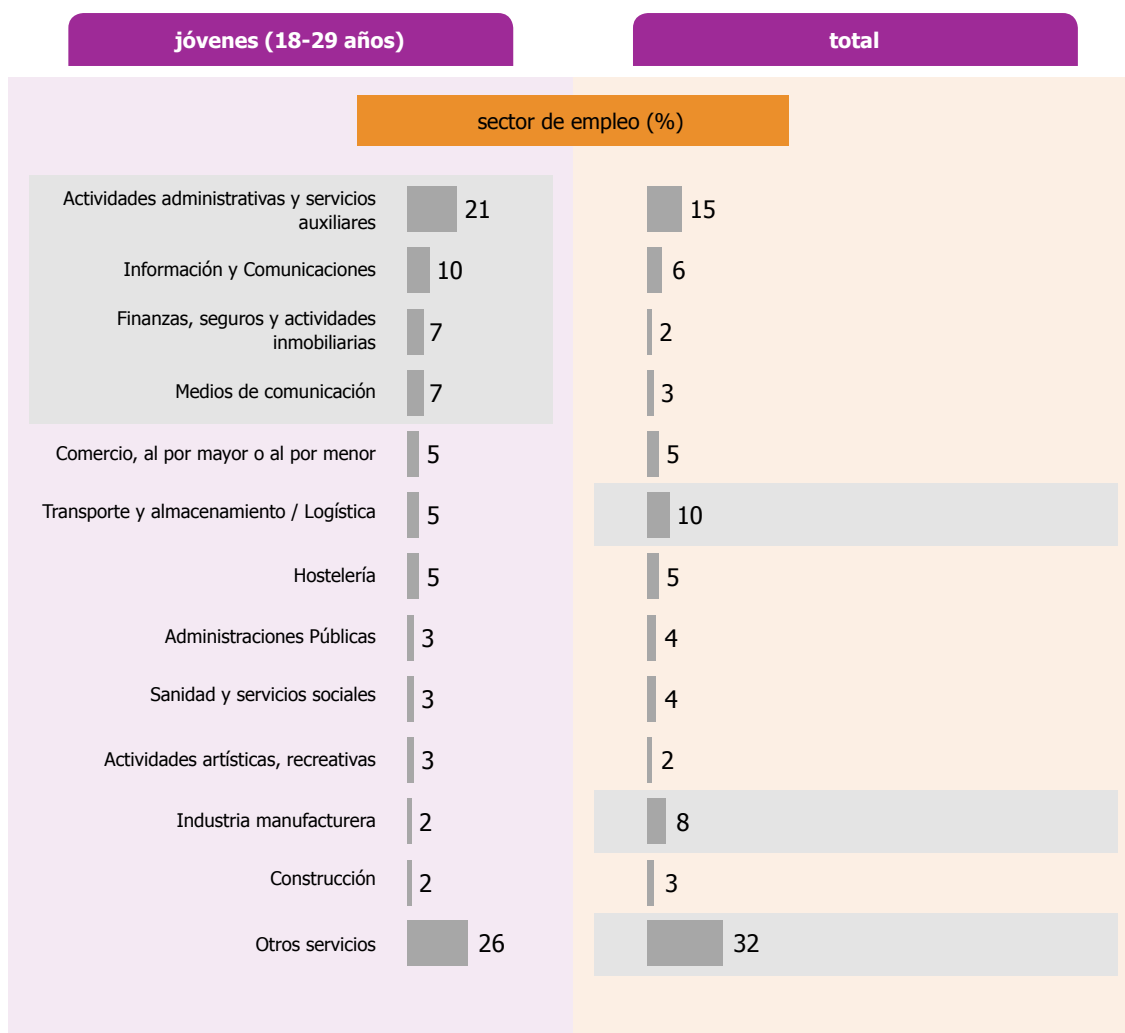 jóvenes (18-29 años)
total
sector de empleo (%)
Actividades administrativas y servicios
auxiliares
21
15
Información y Comunicaciones
10
6
Finanzas, seguros y actividades
inmobiliarias
7
2
Medios de comunicación
7
3
Comercio, al por mayor o al por menor
5
5
Transporte y almacenamiento / Logística
5
10
Hostelería
5
5
Administraciones Públicas
3
4
Sanidad y servicios sociales
3
4
Actividades artísticas, recreativas
3
2
Industria manufacturera
2
8
Construcción
2
3
Otros servicios
26
32